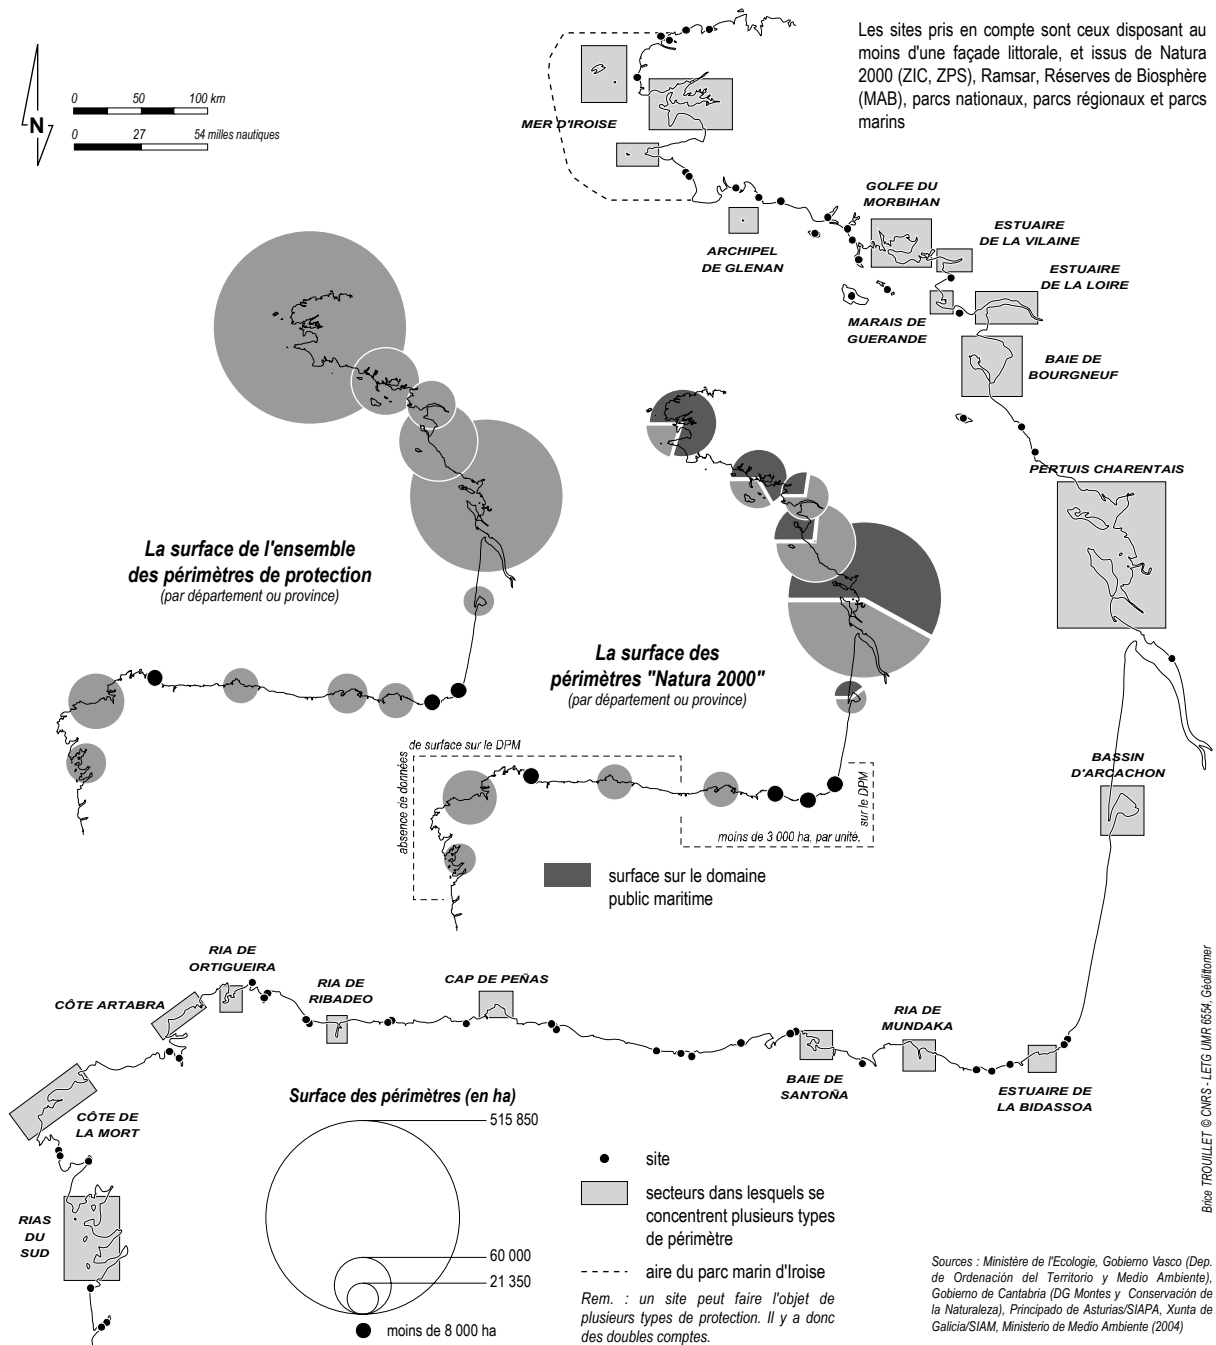 Les sites pris en compte sont ceux disposant au
moins d'une façade littorale, et issus de Natura
2000 (ZIC, ZPS), Ramsar, Réserves de Biosphère
(MAB), parcs nationaux, parcs régionaux et parcs
marins
0 50 100 km
0 27 54 milles nautiques
N
MER D'IROISE
GOLFE DU
MORBIHAN
ESTUAIRE
DE LA VILAINE
ARCHIPEL
DE GLENAN
ESTUAIRE
DE LA LOIRE
MARAIS DE
GUERANDE
BAIE DE
BOURGNEUF
PERTUIS CHARENTAIS
La surface de l'ensemble
des périmètres de protection
(par département ou province)
La surface des
périmètres "Natura 2000"
(par département ou province)
BASSIN
D'ARCACHON
de surface sur le DPM
absence de données
sur le DPM
moins de 3 000 ha. par unité,
surface sur le domaine
public maritime
RIA DE
ORTIGUEIRA
CÔTE ARTABRA
RIA DE
RIBADEO
CAP DE PEÑAS
RIA DE
MUNDAKA
BAIE DE
SANTOÑA
ESTUAIRE DE
LA BIDASSOA
CÔTE DE
LA MORT
RIAS
DU
SUD
Surface des périmètres (en ha)
515 850
60 000
21 350
moins de 8 000 ha
site
secteurs dans lesquels se
concentrent plusieurs types
de périmètre
aire du parc marin d'Iroise
Rem. : un site peut faire l'objet de
plusieurs types de protection. Il y a donc
des doubles comptes.
Sources : Ministère de l'Ecologie, Gobierno Vasco (Dep.
de Ordenación del Territorio y Medio Ambiente),
Gobierno de Cantabria (DG Montes y Conservación de
la Naturaleza), Principado de Asturias/SIAPA, Xunta de
Galicia/SIAM, Ministerio de Medio Ambiente (2004)
Brice TROUILLET © CNRS - LETG UMR 6554, Géolittomer